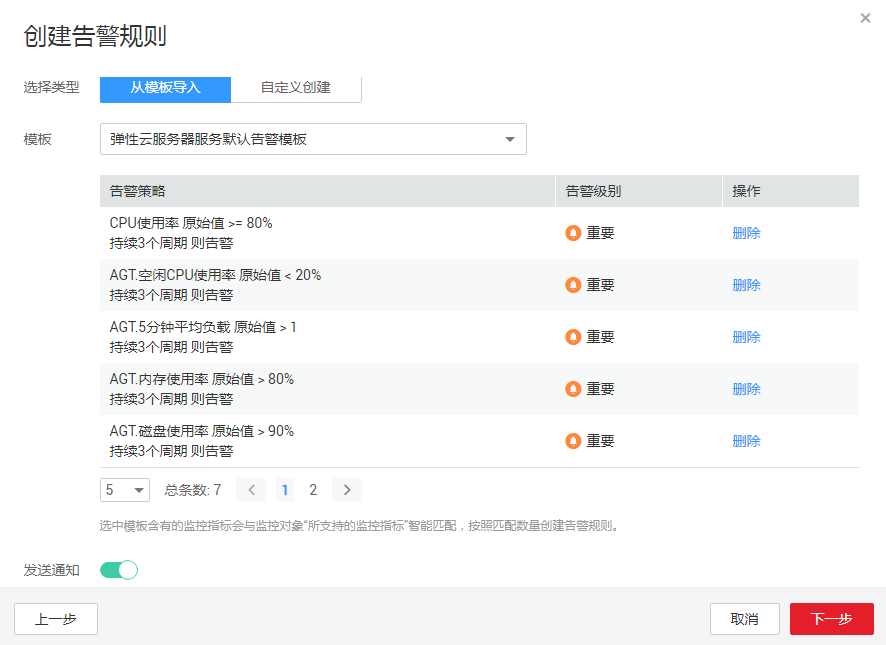 创建告警规则
选择类型 从模板导入 自定义创建
模板 弹性云服务器服务默认告警模板
告警策略 告警级别 操作
CPU使用率 原始值 >= 80%
持续3个周期 则告警
重要 删除
AGT.空闲CPU使用率 原始值 < 20%
持续3个周期 则告警
重要 删除
AGT.5分钟平均负载 原始值 > 1
持续3个周期 则告警
重要 删除
AGT.内存使用率 原始值 > 80%
持续3个周期 则告警
重要 删除
AGT.磁盘使用率 原始值 > 90%
持续3个周期 则告警
重要 删除
5 总条数: 7 < 1 2 >
选中模板含有的监控指标会与监控对象“所支持的监控指标”智能匹配，按照匹配数量创建告警规则。
发送通知
上一步 取消 下一步